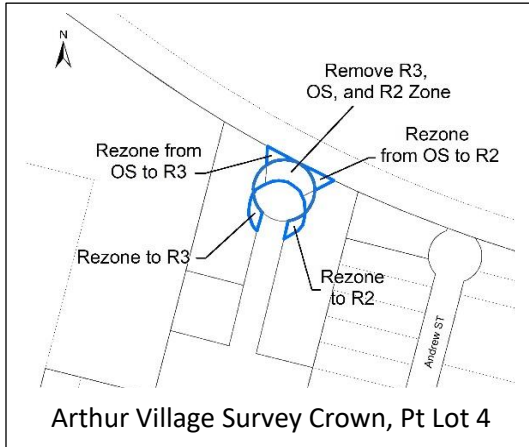 N
Remove R3,
OS, and R2 Zone
Rezone from
OS to R3
Rezone
from OS to R2
Rezone to R3
Rezone
to R2
Andrew ST
Arthur Village Survey Crown, Pt Lot 4